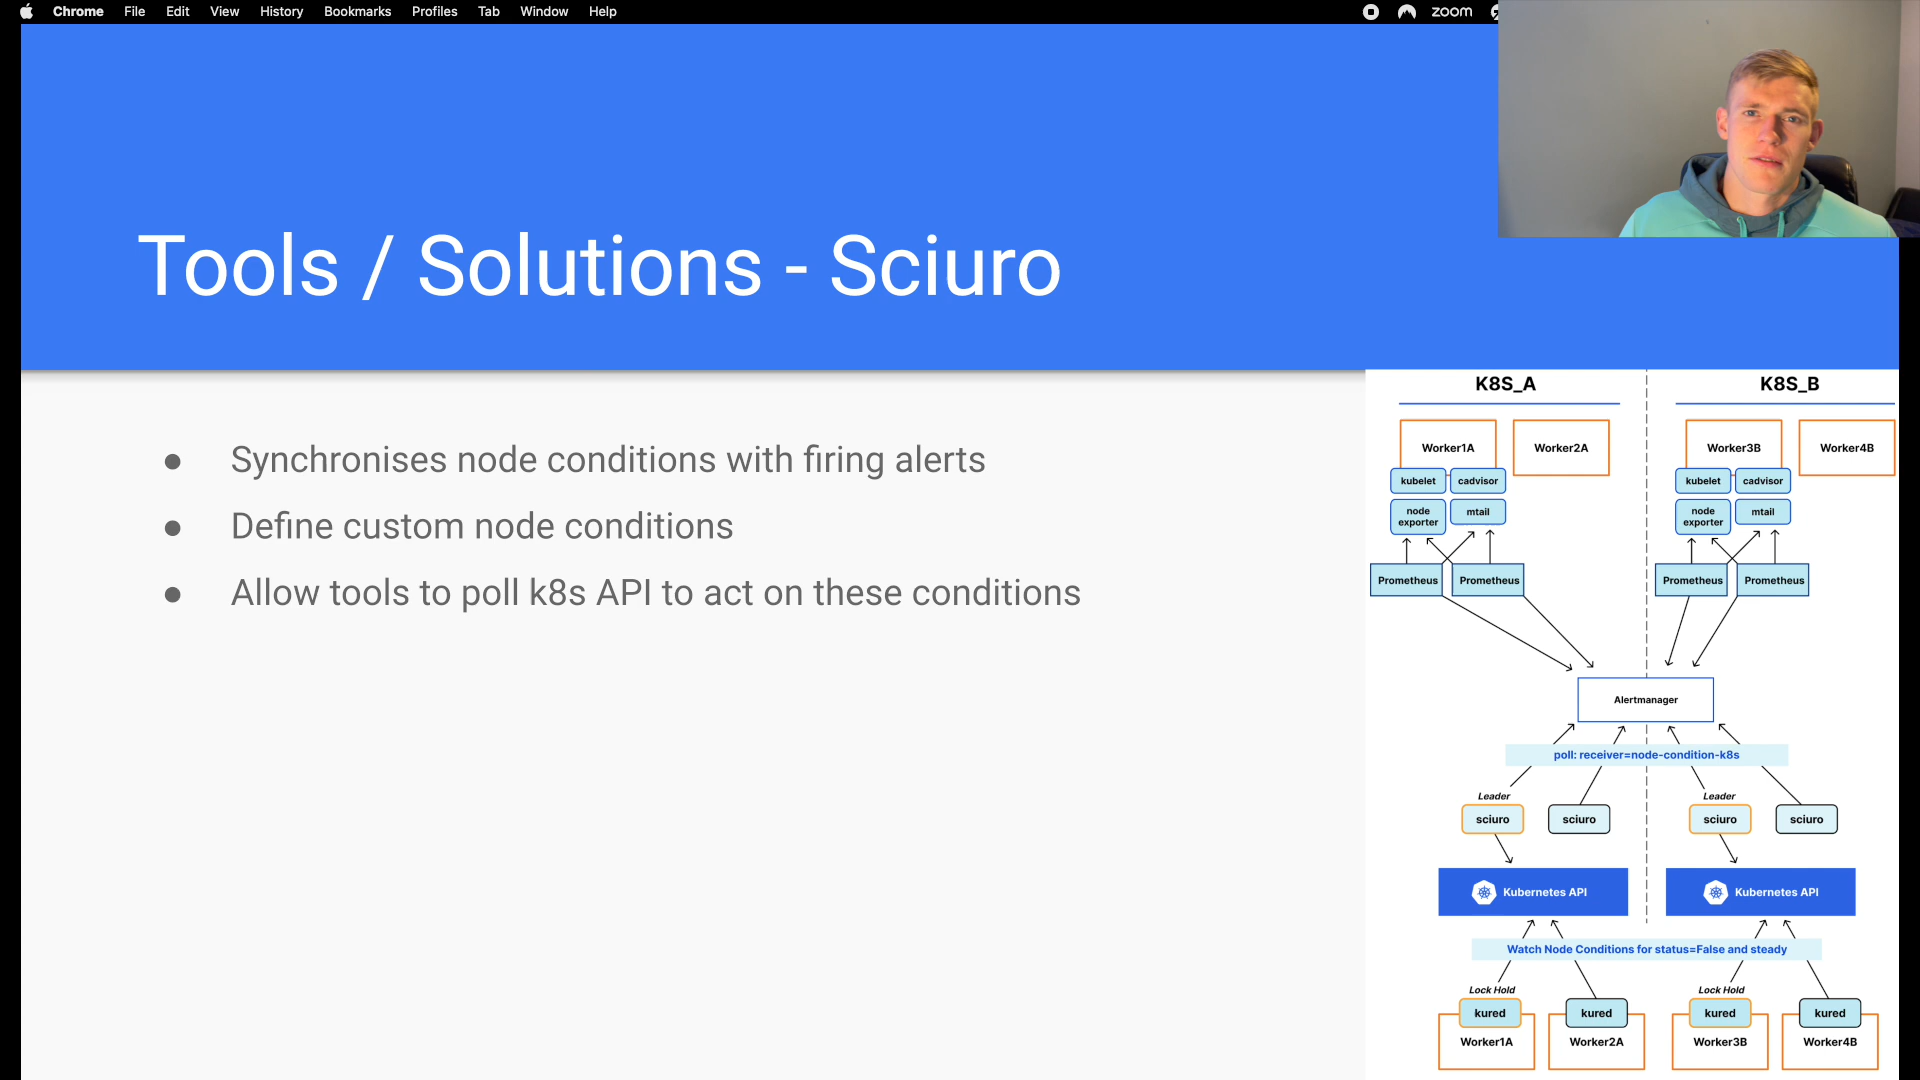 Chrome File Edit View History Bookmarks Profiles Tab Window Help
zoom
Tools / Solutions - Sciuro
● Synchronises node conditions with firing alerts
● Define custom node conditions
● Allow tools to poll k8s API to act on these conditions
K8S_A K8S_B
Worker1A Worker2A Worker3B Worker4B
kubelet cadvisor kubelet cadvisor
node exporter mtail node exporter mtail
Prometheus Prometheus Prometheus Prometheus
Alertmanager
poll: receiver=node-condition-k8s
Leader Leader
sciuro sciuro sciuro sciuro
Kubernetes API Kubernetes API
Watch Node Conditions for status=False and steady
Lock Hold Lock Hold
kured kured kured kured
Worker1A Worker2A Worker3B Worker4B